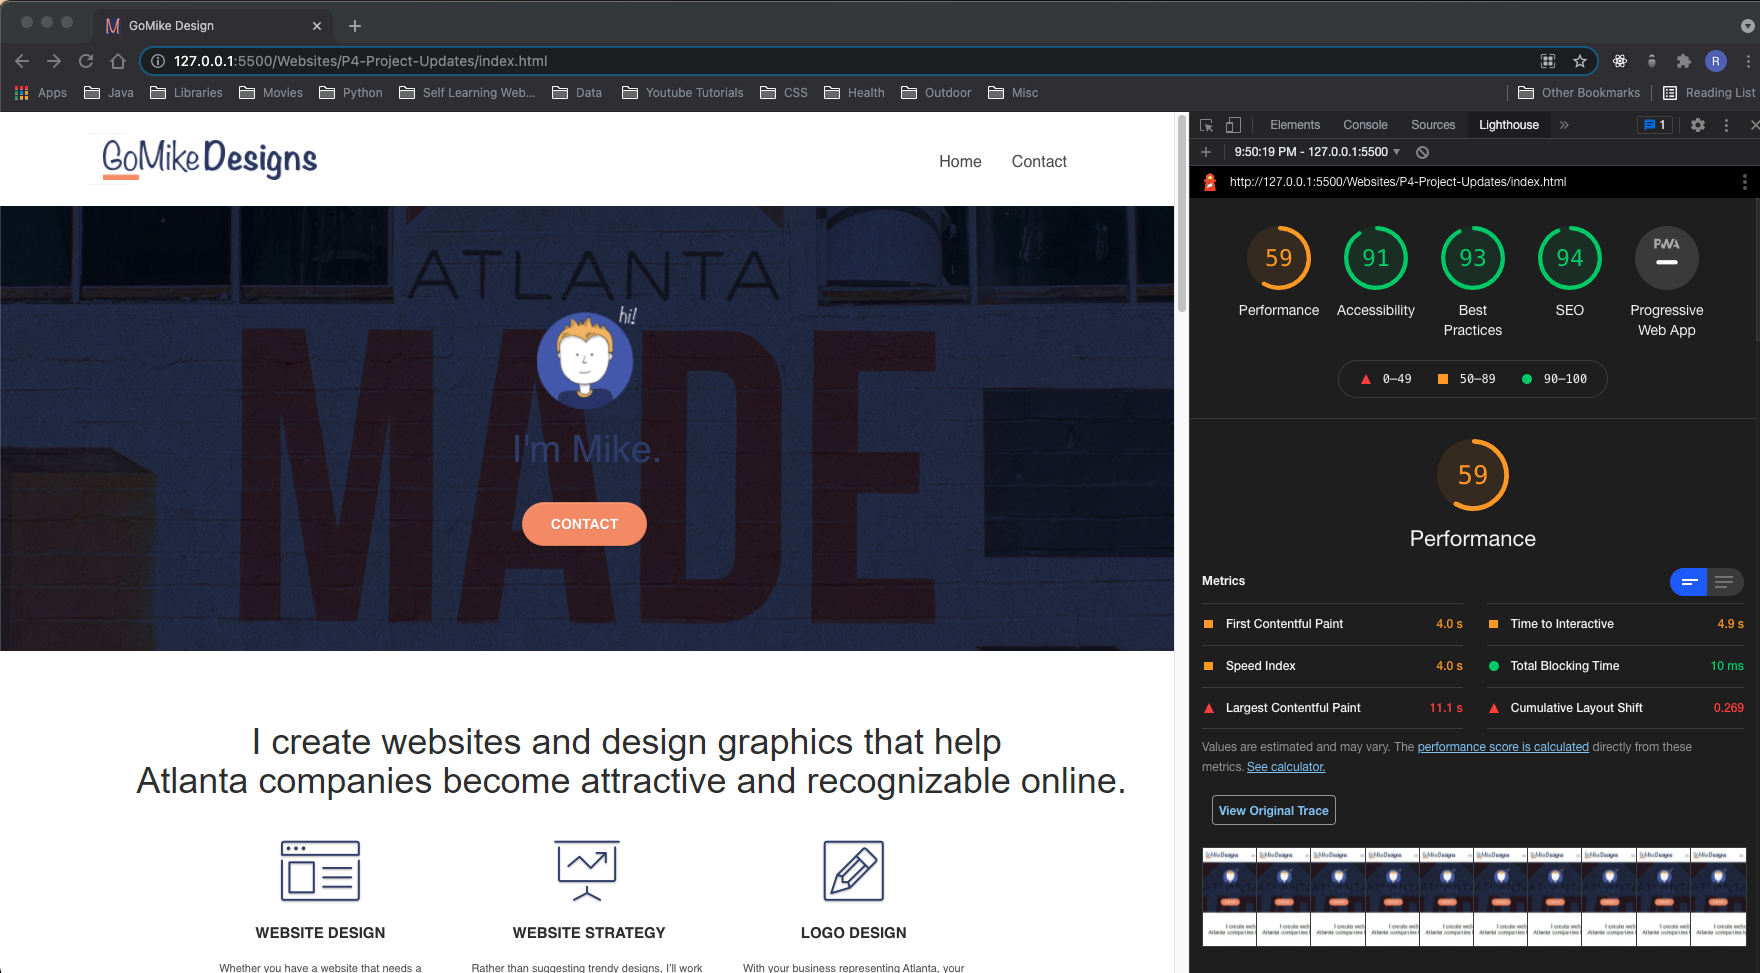 GoMike Design
127.0.0.1:5500/Websites/P4-Project-Updates/index.html
R
Apps Java Libraries Movies Python Self Learning Web... Data Youtube Tutorials CSS Health Outdoor Misc Other Bookmarks Reading List
GoMike Designs
Home Contact
ATLANTA
MADE
hi!
I'm Mike.
CONTACT
I create websites and design graphics that help
Atlanta companies become attractive and recognizable online.
WEBSITE DESIGN
Whether you have a website that needs a
WEBSITE STRATEGY
Rather than suggesting trendy designs, I'll work
LOGO DESIGN
With your business representing Atlanta, your
Elements Console Sources Lighthouse 1
9:50:19 PM - 127.0.0.1:5500
http://127.0.0.1:5500/Websites/P4-Project-Updates/index.html
59 91 93 94 PWA
Performance Accessibility Best Practices SEO Progressive Web App
0–49 50–89 90–100
59
Performance
Metrics
First Contentful Paint 4.0 s
Time to Interactive 4.9 s
Speed Index 4.0 s
Total Blocking Time 10 ms
Largest Contentful Paint 11.1 s
Cumulative Layout Shift 0.269
Values are estimated and may vary. The performance score is calculated directly from these
metrics. See calculator.
View Original Trace